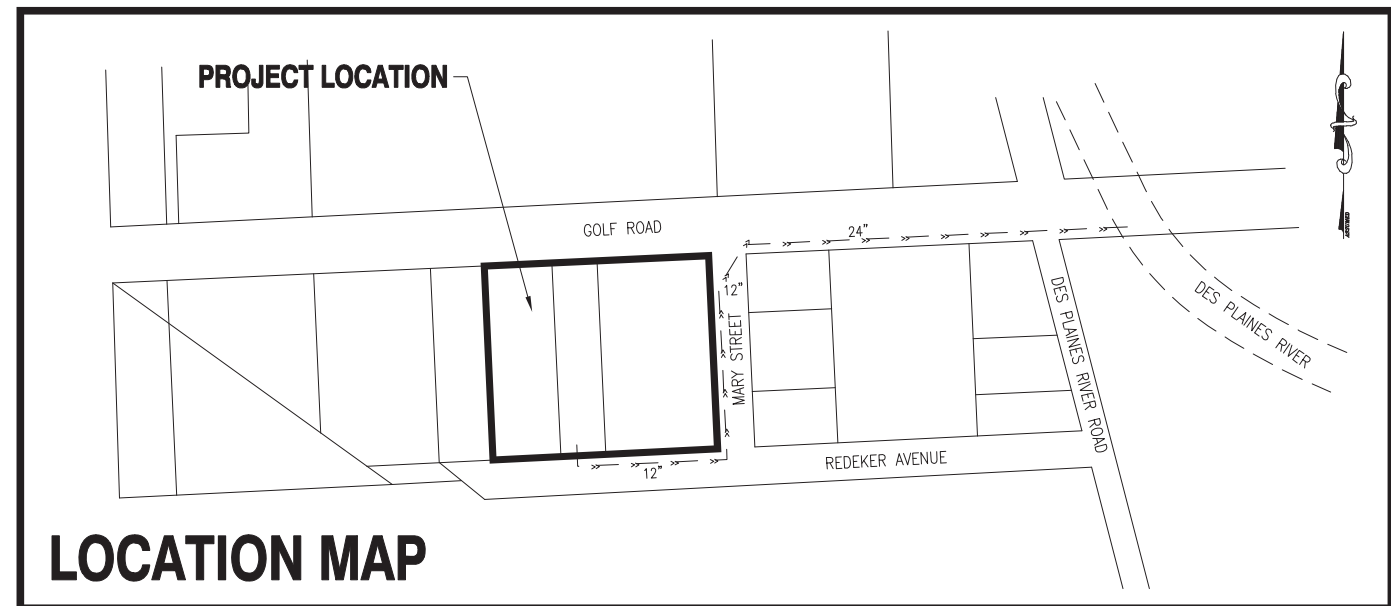 PROJECT LOCATION
GOLF ROAD
24"
12"
MARY STREET
DES PLAINES RIVER ROAD
DES PLAINES RIVER
REDEKER AVENUE
12"
LOCATION MAP